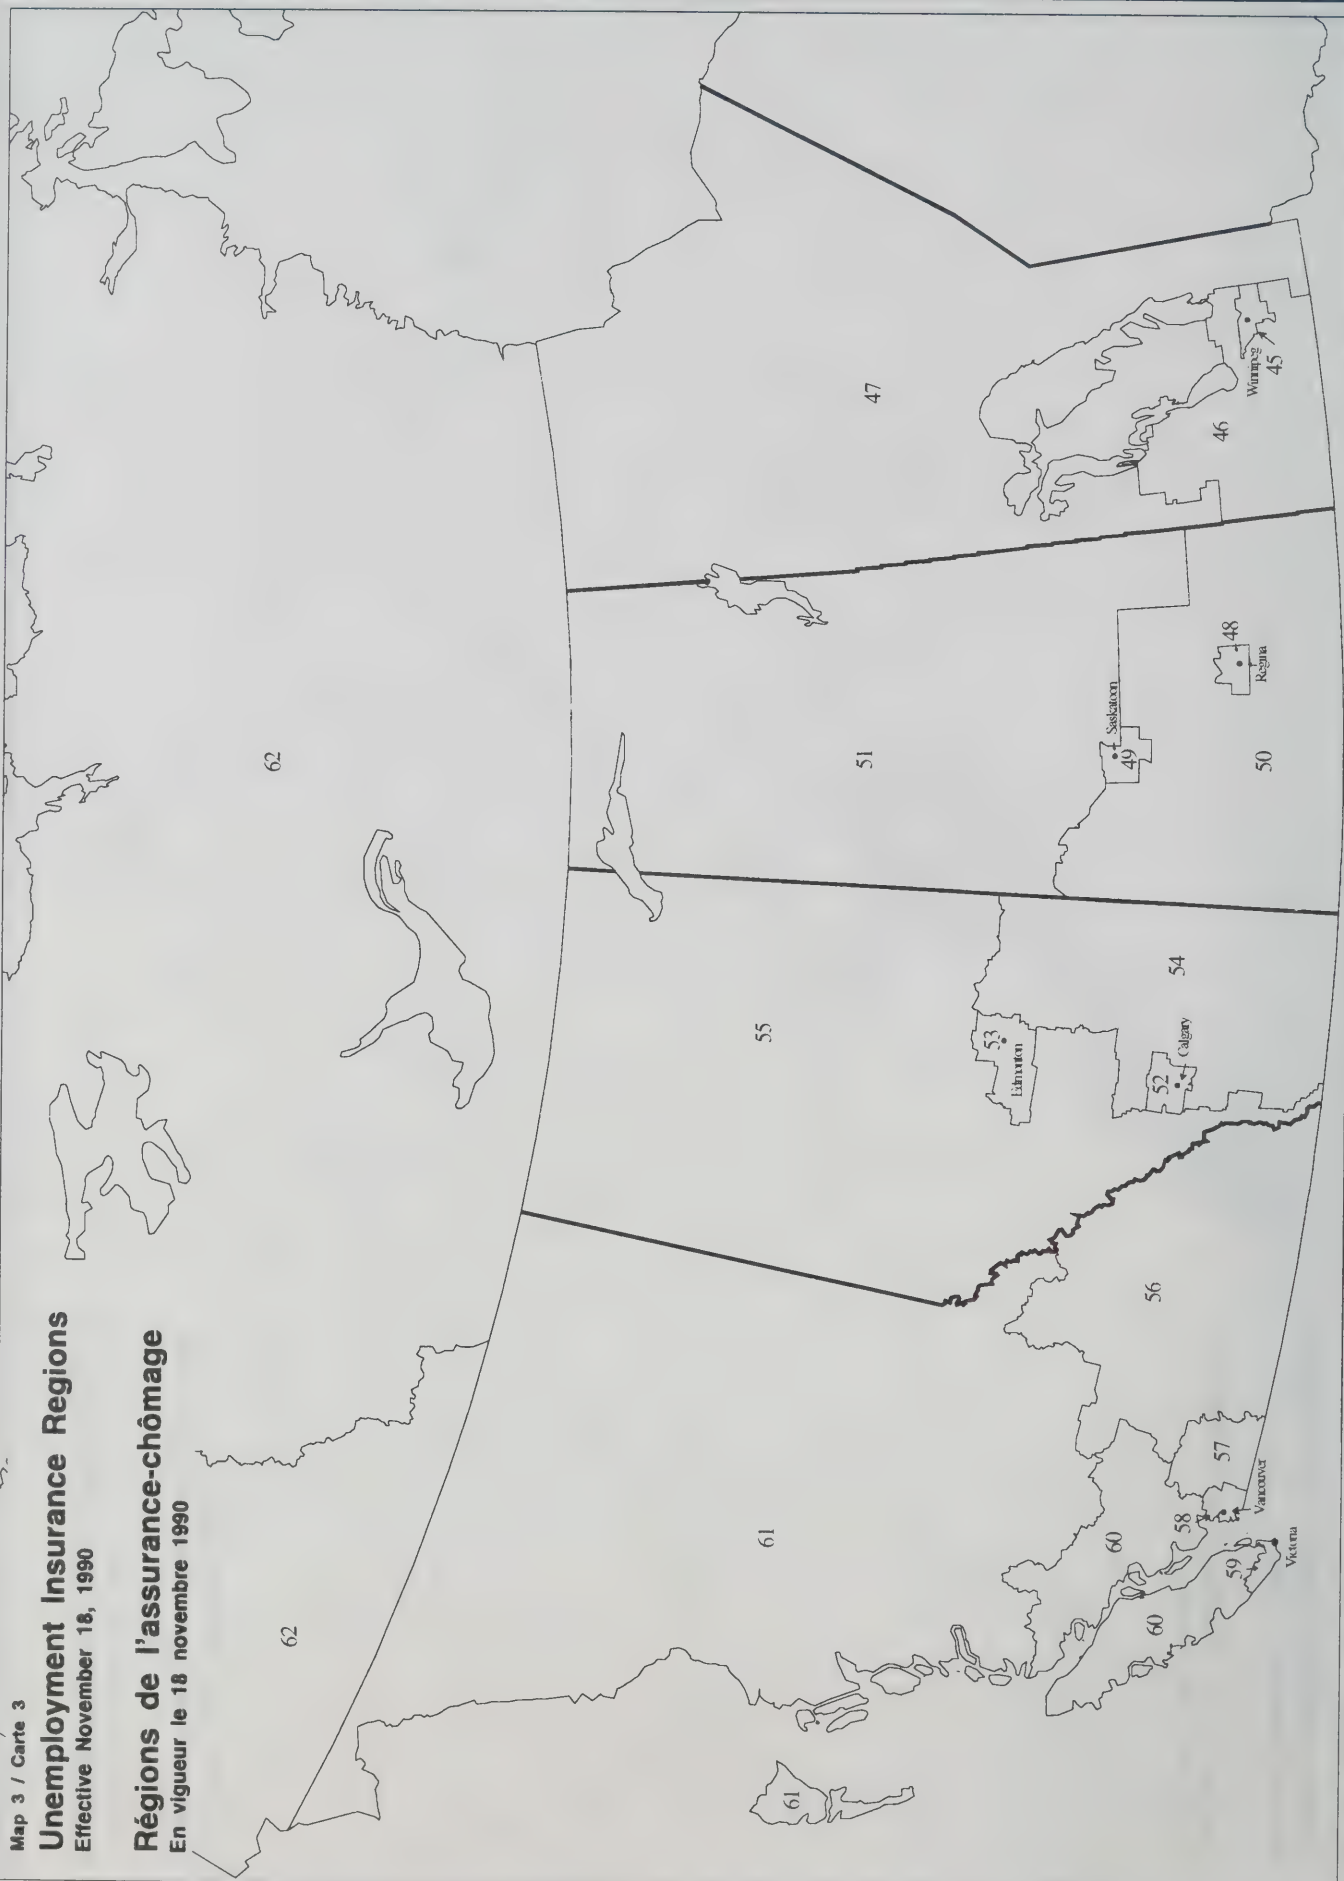 Map 3 / Carte 3
Unemployment Insurance Regions
Effective November 18, 1990
Régions de l'assurance-chômage
En vigueur le 18 novembre 1990
62
62
61
61
60
60
59
Victoria
58
Vancouver
57
56
55
53
Edmonton
52
Calgary
54
51
49
Saskatoon
48
Regina
50
47
46
Winnipeg
45